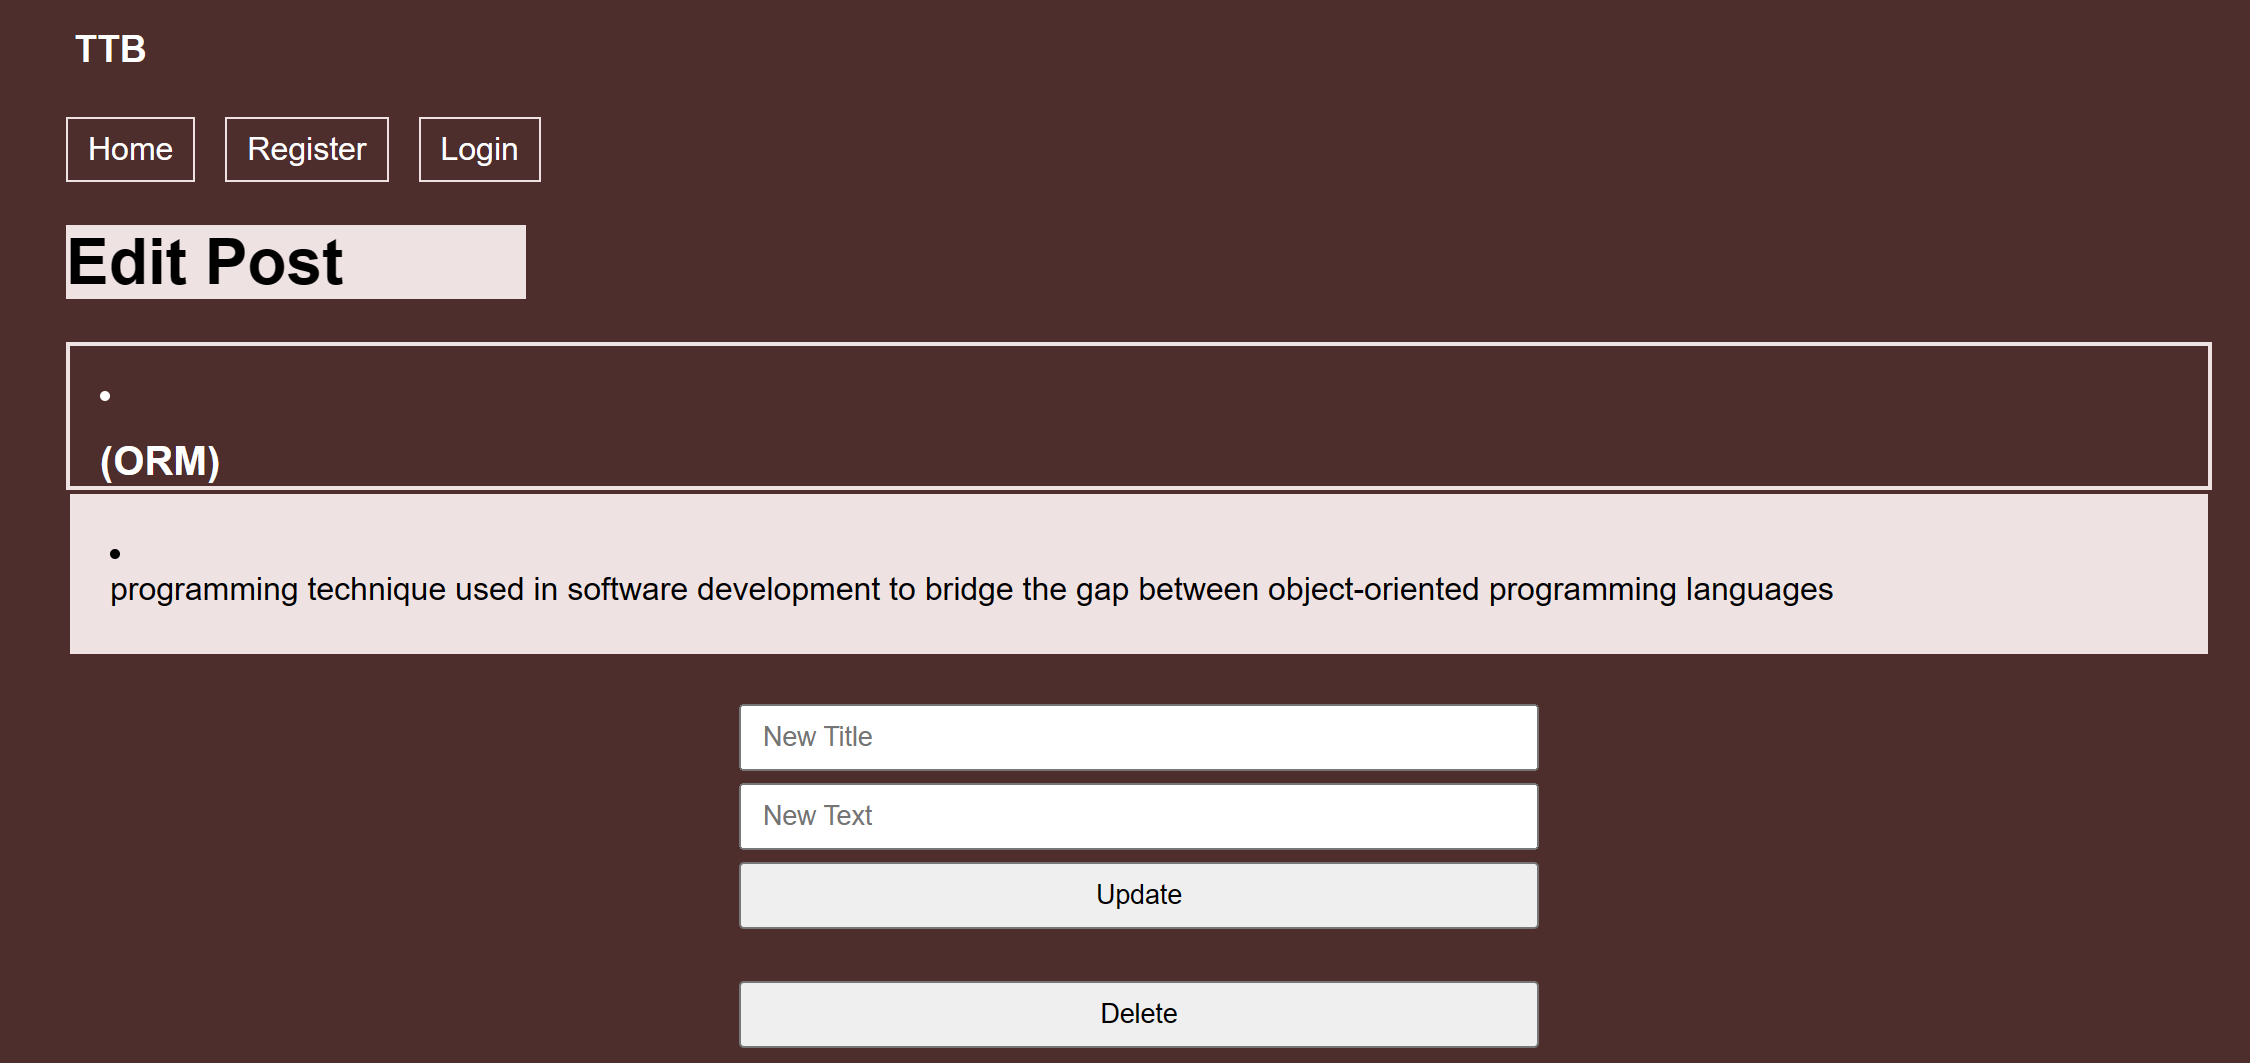 TTB
Home Register Login
Edit Post
(ORM)
programming technique used in software development to bridge the gap between object-oriented programming languages
New Title
New Text
Update
Delete